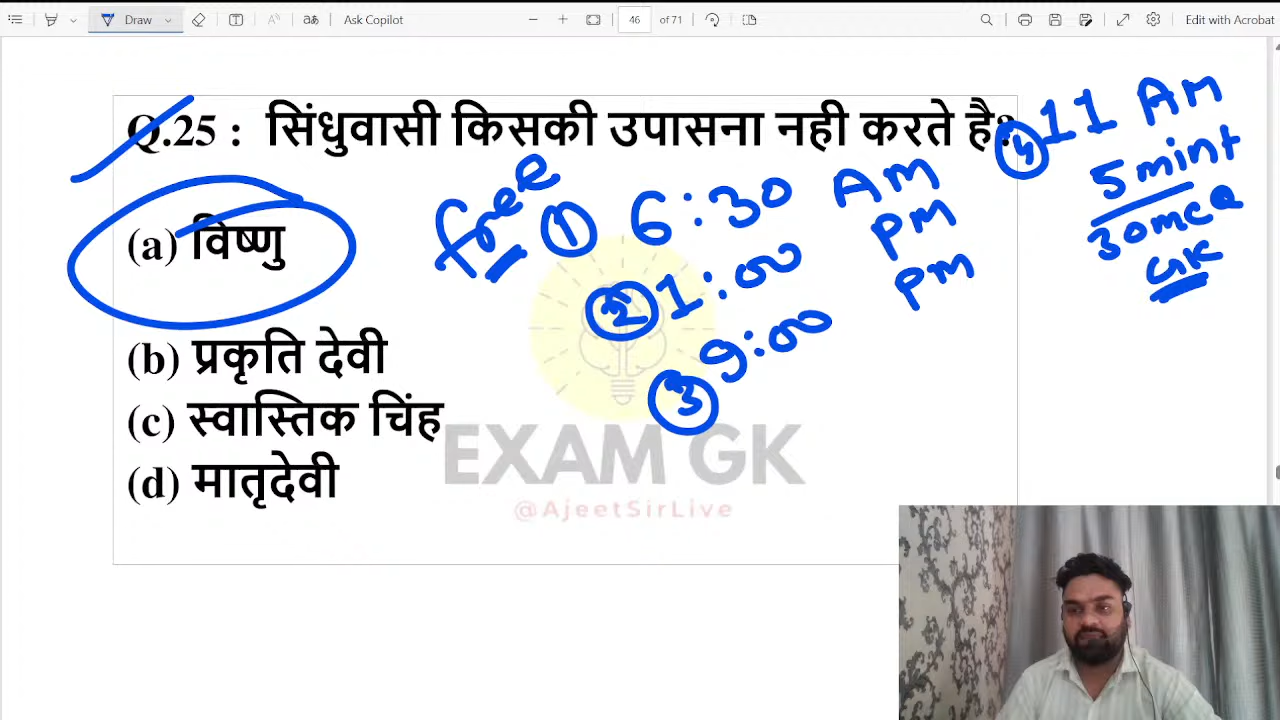 Draw
Ask Copilot
46 of 71
Edit with Acrobat
Q.25 : सिंधुवासी किसकी उपासना नही करते है?
(a) विष्णु
(b) प्रकृति देवी
(c) स्वास्तिक चिंह
(d) मातृदेवी
free
① 6:30 AM
② 1:00 PM
③ 9:00 PM
④ 11 AM
5 mint
30 mcq
GK
EXAM GK
@AjeetSirLive